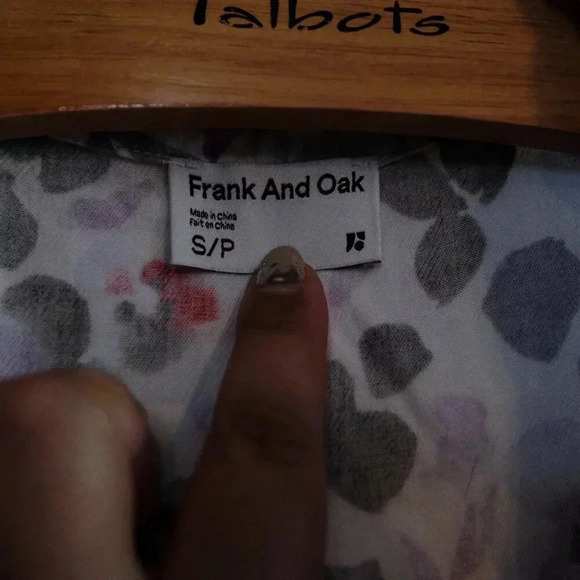 Talbots
Frank And Oak
Made in China
Fait en Chine
S/P